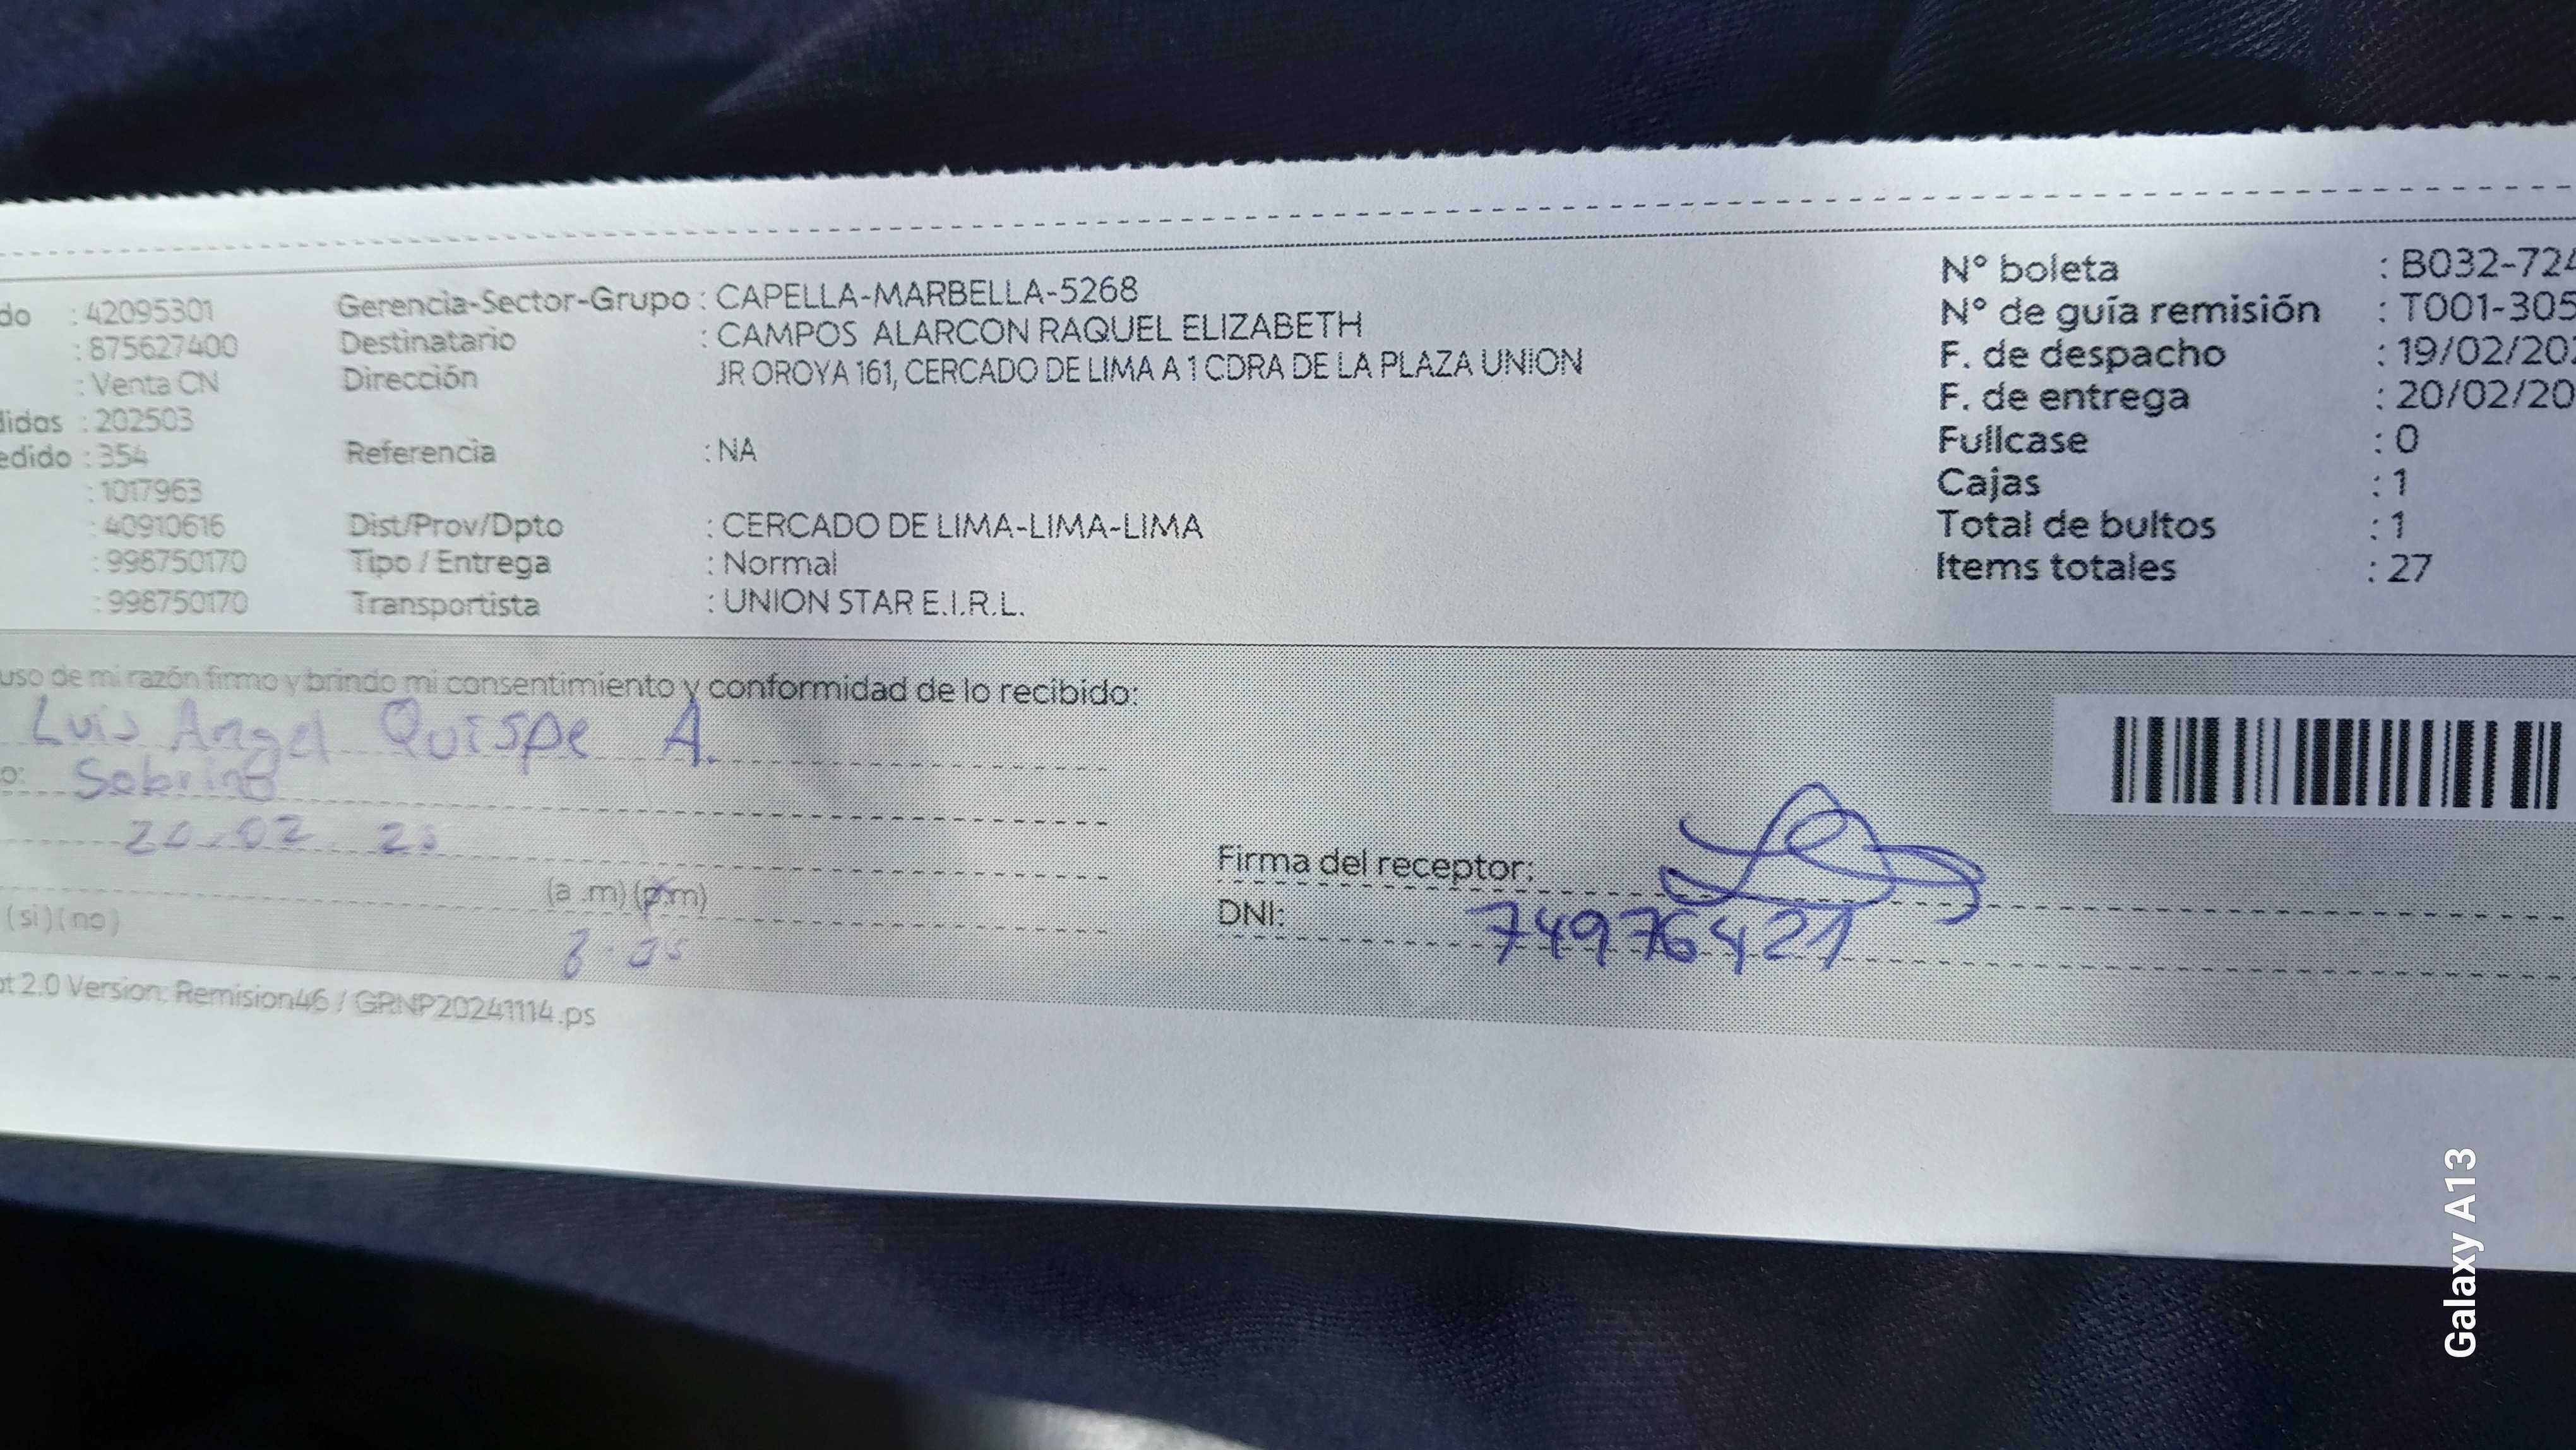 do : 42095301
: 875627400
: Venta CN
didos : 202503
edido : 354
: 1017963
: 40910616
: 998750170
: 998750170
Gerencia-Sector-Grupo : CAPELLA-MARBELLA-5268
Destinatario : CAMPOS ALARCON RAQUEL ELIZABETH
Dirección JR OROYA 161, CERCADO DE LIMA A 1 CDRA DE LA PLAZA UNION
Referencia : NA
Dist/Prov/Dpto : CERCADO DE LIMA-LIMA-LIMA
Tipo / Entrega : Normal
Transportista : UNION STAR E.I.R.L.
N° boleta : B032-724
N° de guía remisión : T001-305
F. de despacho : 19/02/202
F. de entrega : 20/02/20
Fullcase : 0
Cajas : 1
Total de bultos : 1
Items totales : 27
uso de mi razón firmo y brindo mi consentimiento y conformidad de lo recibido:
Luis Angel Quispe A.
o: Sobrino
20.02
(a .m) (p.m)
(si) (no)
Firma del receptor:
DNI: 74976421
ot 2.0 Version: Remision46 / GRNP20241114.ps
Galaxy A13